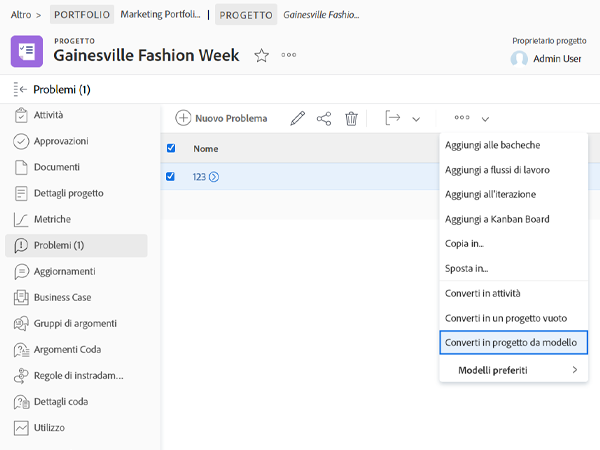 Altro > PORTFOLIO Marketing Portfoli... | PROGETTO Gainesville Fashio...
PROGETTO
Gainesville Fashion Week
Proprietario progetto
Admin User
Problemi (1)
Attività
Approvazioni
Documenti
Dettagli progetto
Metriche
Problemi (1)
Aggiornamenti
Business Case
Gruppi di argomenti
Argomenti Coda
Regole di instradam...
Dettagli coda
Utilizzo
Nuovo Problema
Nome
123
Aggiungi alle bacheche
Aggiungi a flussi di lavoro
Aggiungi all'iterazione
Aggiungi a Kanban Board
Copia in...
Sposta in...
Converti in attività
Converti in un progetto vuoto
Converti in progetto da modello
Modelli preferiti